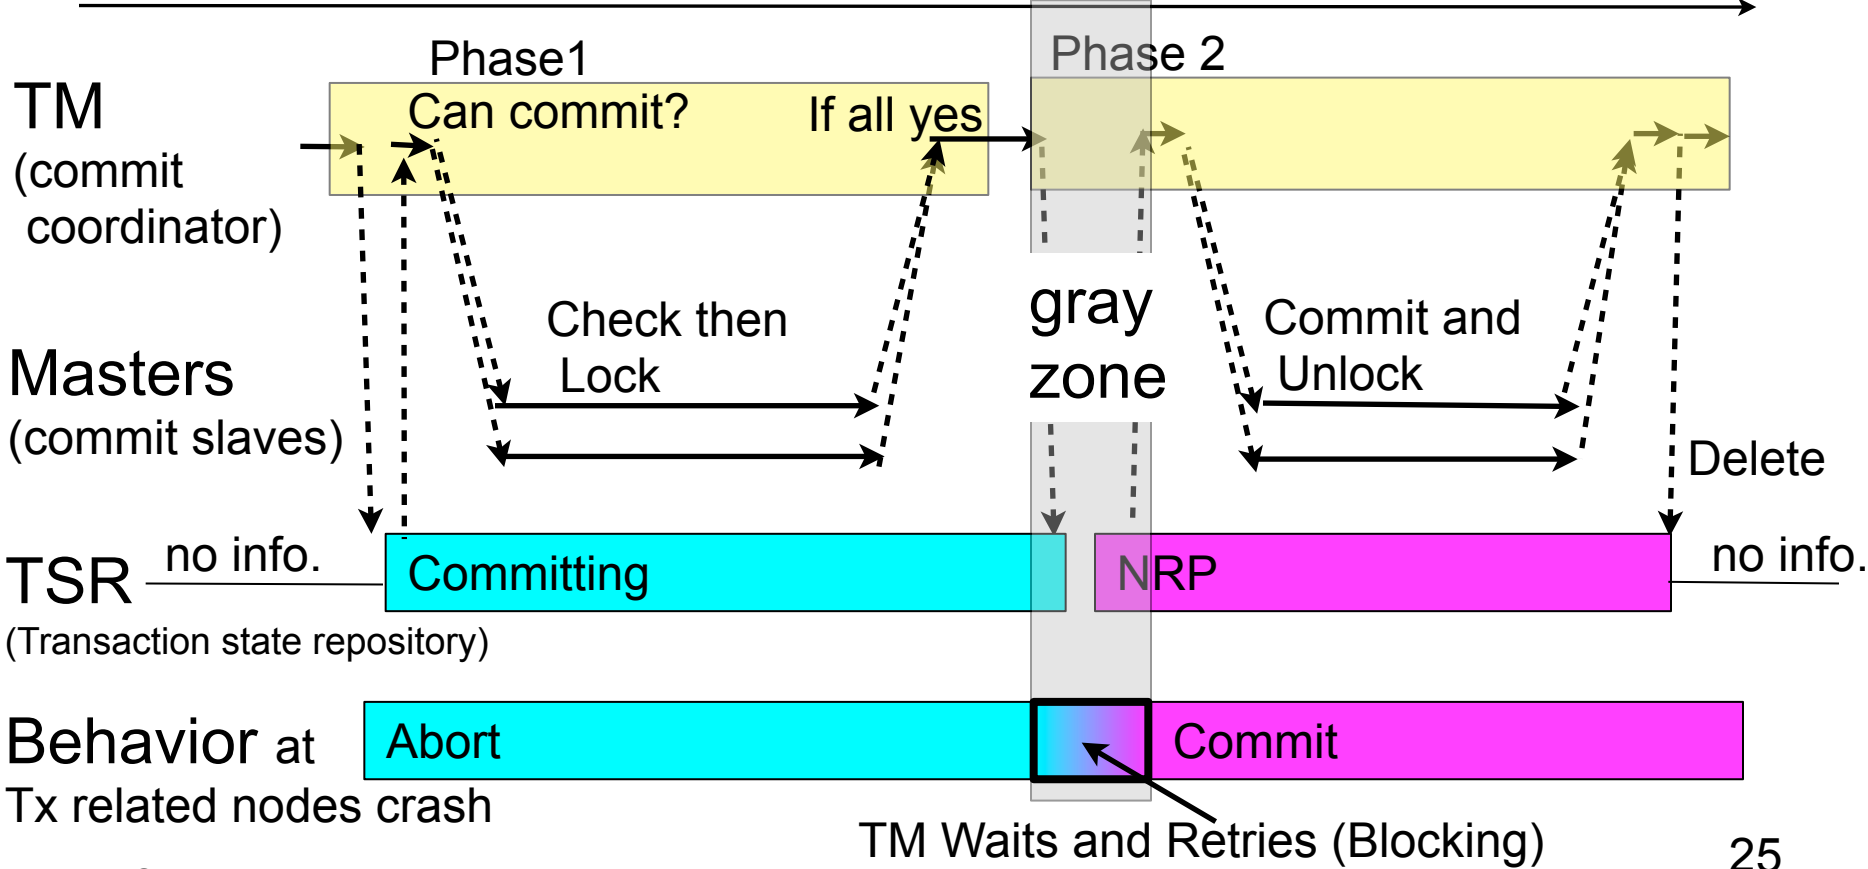 Phase1
Phase 2
TM
Can commit?
If all yes
(commit
coordinator)
gray
zone
Check then
Lock
Commit and
Unlock
Masters
(commit slaves)
Delete
TSR
no info.
Committing
NRP
no info.
(Transaction state repository)
Behavior at
Abort
Commit
Tx related nodes crash
TM Waits and Retries (Blocking)
25